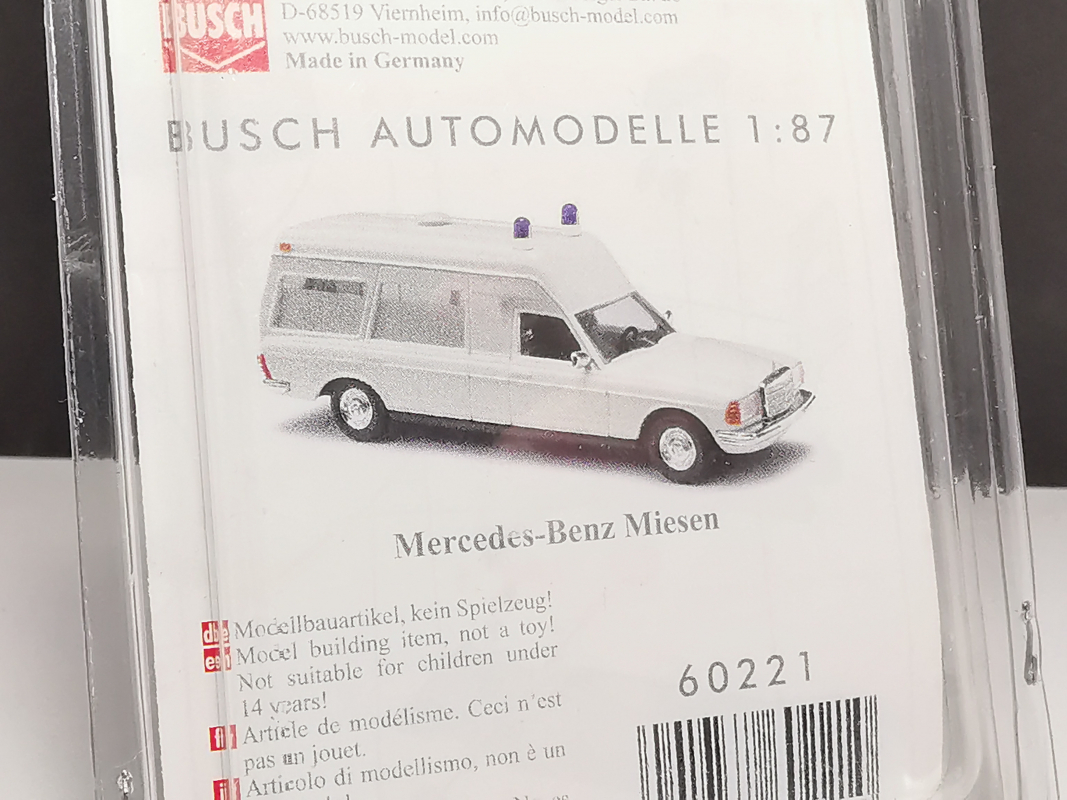 BUSCH
D-68519 Viernheim, info@busch-model.com
www.busch-model.com
Made in Germany
BUSCH AUTOMODELLE 1:87
Mercedes-Benz Miesen
de Modellbauartikel, kein Spielzeug!
en Model building item, not a toy!
Not suitable for children under
14 years!
Article de modélisme. Ceci n'est
pas un jouet.
Articolo di modellismo, non è un
60221